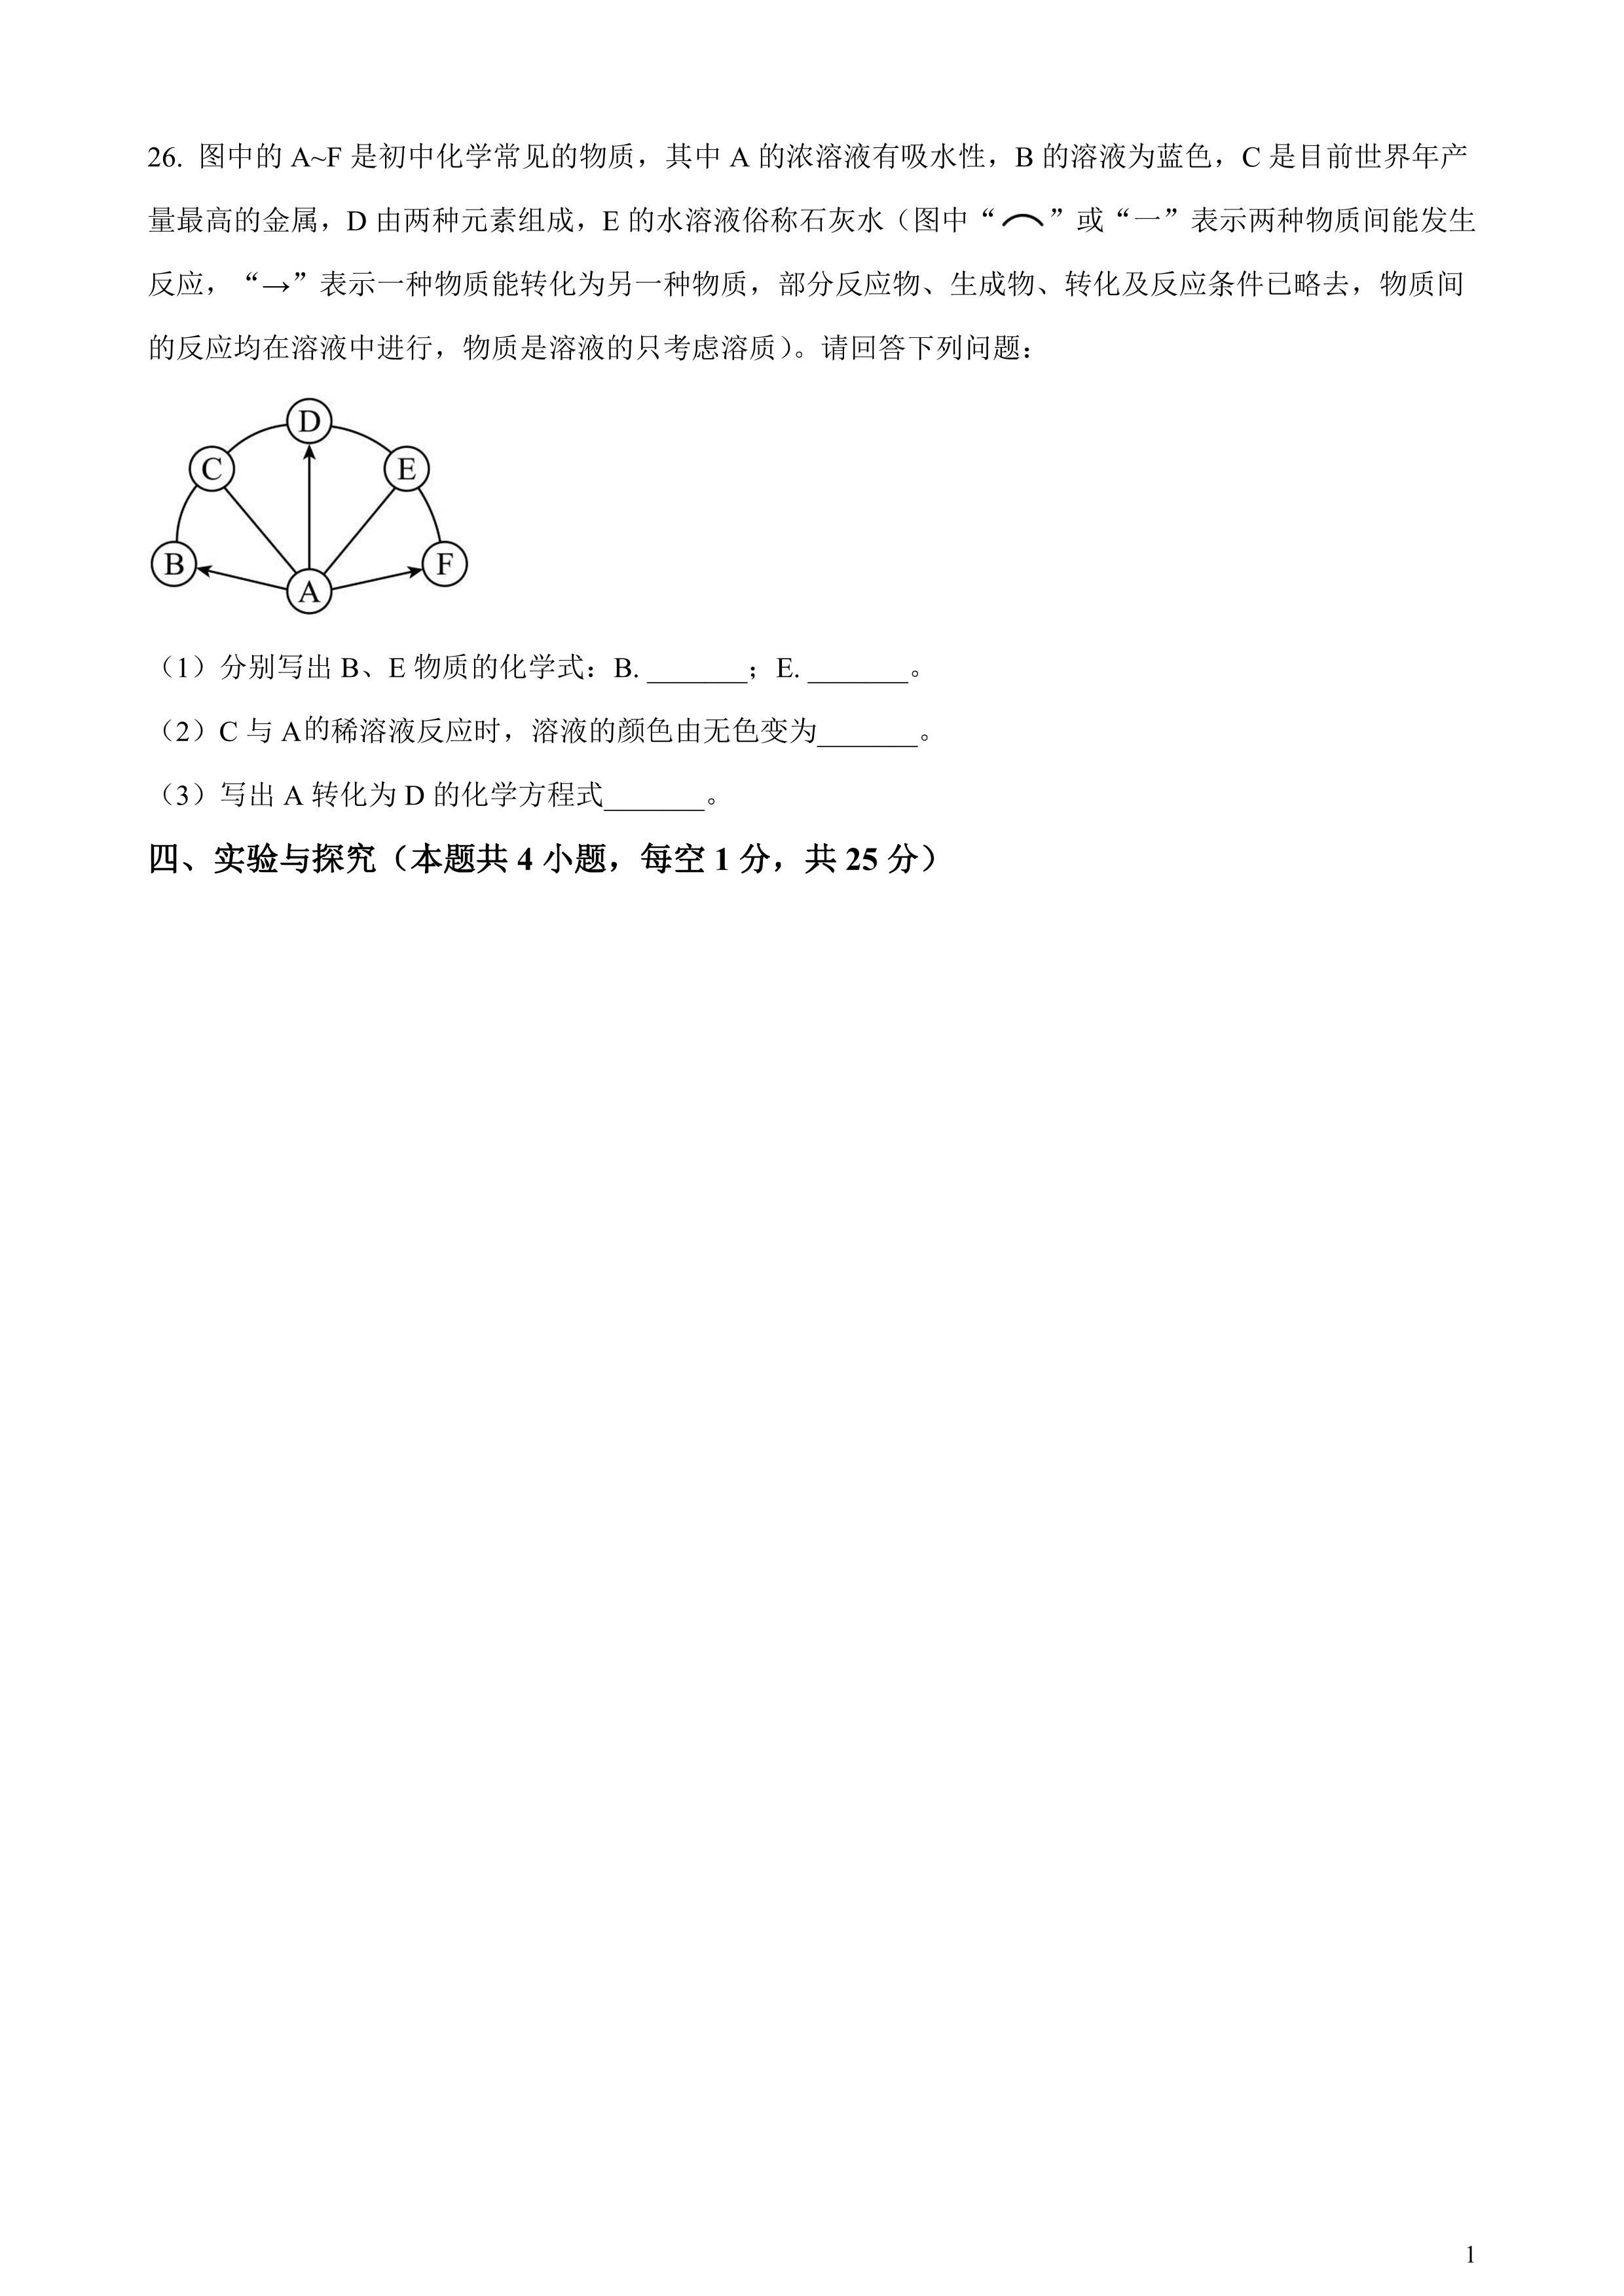 26. 图中的 A~F 是初中化学常见的物质，其中 A 的浓溶液有吸水性，B 的溶液为蓝色，C 是目前世界年产
量最高的金属，D 由两种元素组成，E 的水溶液俗称石灰水（图中“⌒”或“一”表示两种物质间能发生
反应，“→”表示一种物质能转化为另一种物质，部分反应物、生成物、转化及反应条件已略去，物质间
的反应均在溶液中进行，物质是溶液的只考虑溶质）。请回答下列问题：
D
C
E
B
F
A
（1）分别写出 B、E 物质的化学式：B. _______；E. _______。
（2）C 与 A的稀溶液反应时，溶液的颜色由无色变为_______。
（3）写出 A 转化为 D 的化学方程式_______。
四、实验与探究（本题共 4 小题，每空 1 分，共 25 分）
1